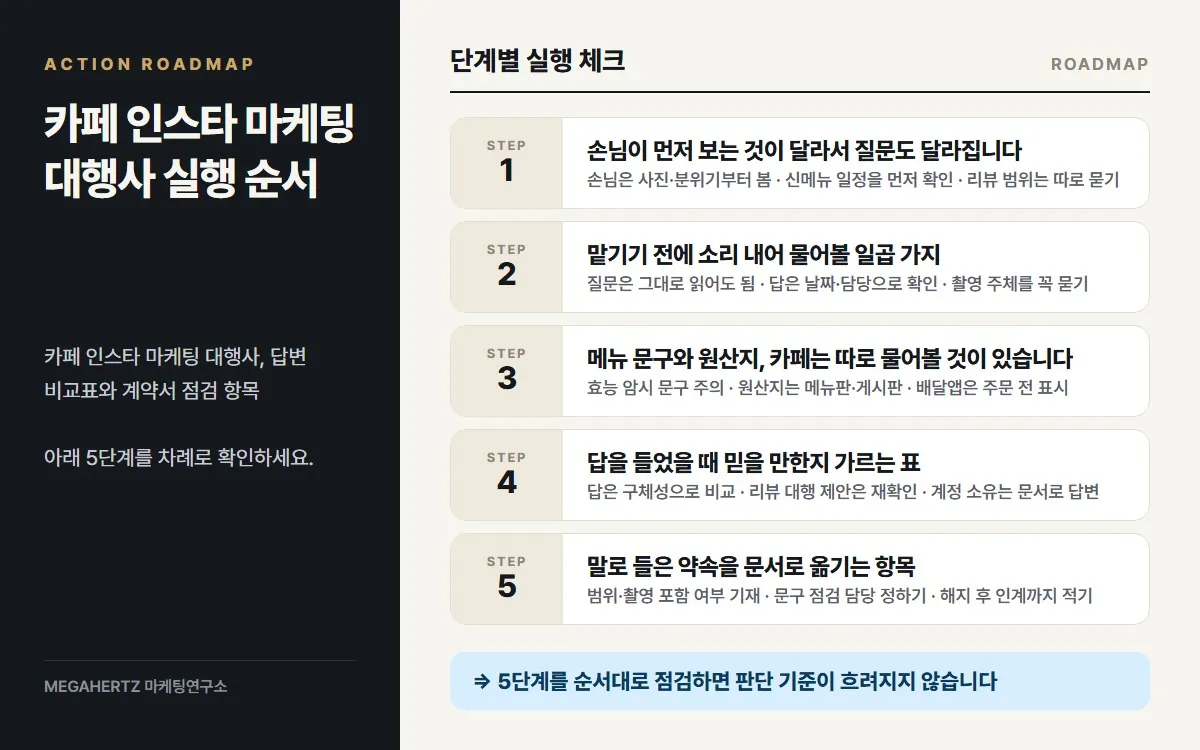 ACTION ROADMAP
카페 인스타 마케팅
대행사 실행 순서
카페 인스타 마케팅 대행사, 답변
비교표와 계약서 점검 항목
아래 5단계를 차례로 확인하세요.
MEGAHERTZ 마케팅연구소
단계별 실행 체크
ROADMAP
STEP
1
손님이 먼저 보는 것이 달라서 질문도 달라집니다
손님은 사진·분위기부터 봄 · 신메뉴 일정을 먼저 확인 · 리뷰 범위는 따로 묻기
STEP
2
맡기기 전에 소리 내어 물어볼 일곱 가지
질문은 그대로 읽어도 됨 · 답은 날짜·담당으로 확인 · 촬영 주체를 꼭 묻기
STEP
3
메뉴 문구와 원산지, 카페는 따로 물어볼 것이 있습니다
효능 암시 문구 주의 · 원산지는 메뉴판·게시판 · 배달앱은 주문 전 표시
STEP
4
답을 들었을 때 믿을 만한지 가르는 표
답은 구체성으로 비교 · 리뷰 대행 제안은 재확인 · 계정 소유는 문서로 답변
STEP
5
말로 들은 약속을 문서로 옮기는 항목
범위·촬영 포함 여부 기재 · 문구 점검 담당 정하기 · 해지 후 인계까지 적기
→ 5단계를 순서대로 점검하면 판단 기준이 흐려지지 않습니다